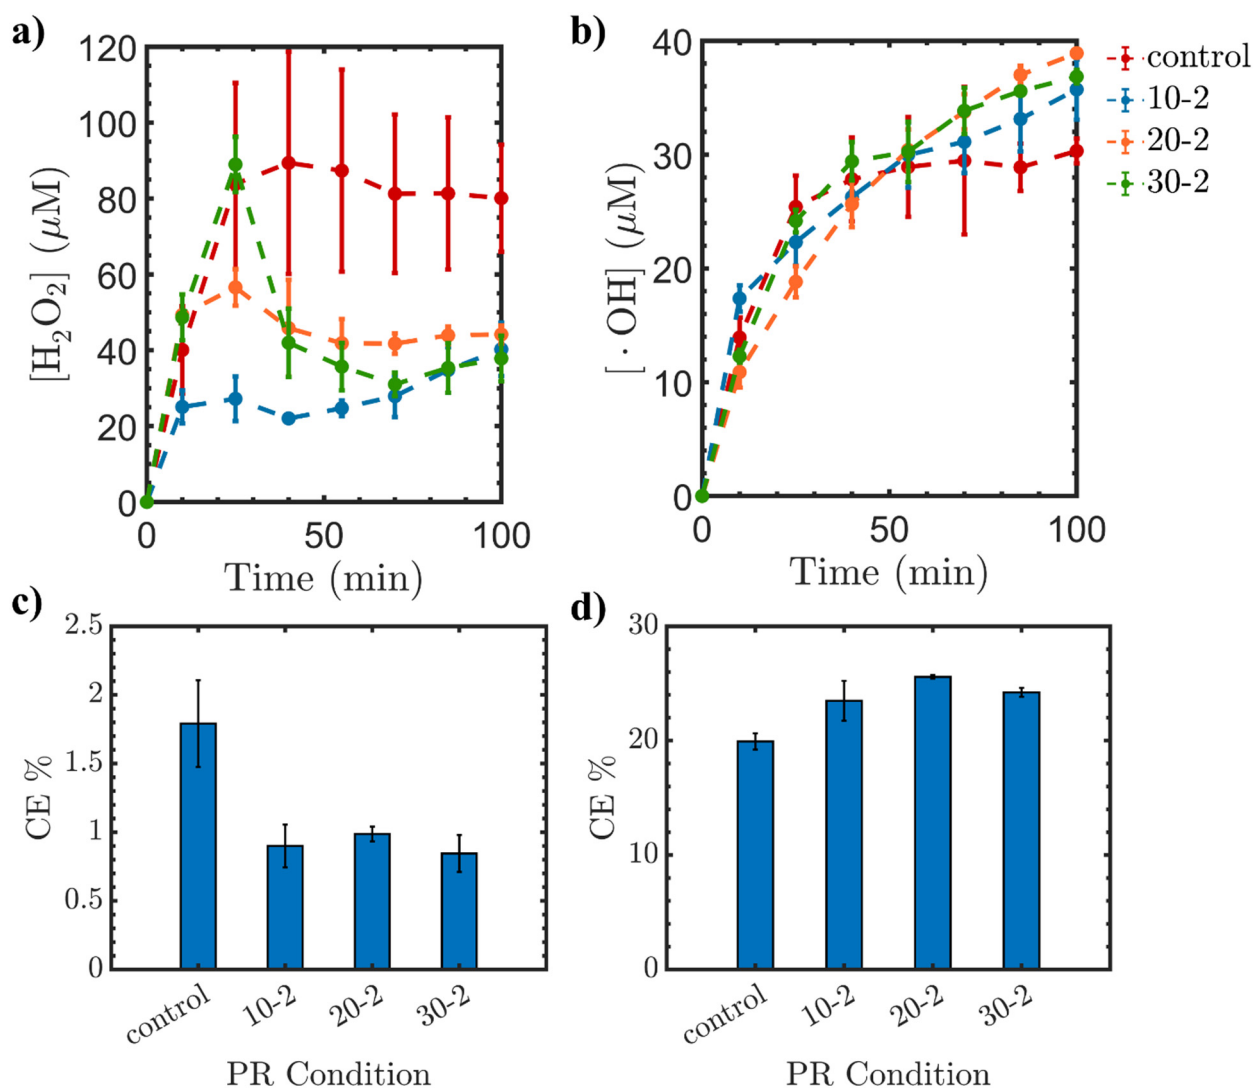 a)
120
100
80
60
40
20
0
[H₂O₂] (μM)
0 50 100
Time (min)
b)
40
30
20
10
0
[·OH] (μM)
0 50 100
Time (min)
control
10-2
20-2
30-2
c)
2.5
2
1.5
1
0.5
0
CE %
control 10-2 20-2 30-2
PR Condition
d)
30
20
10
0
CE %
control 10-2 20-2 30-2
PR Condition